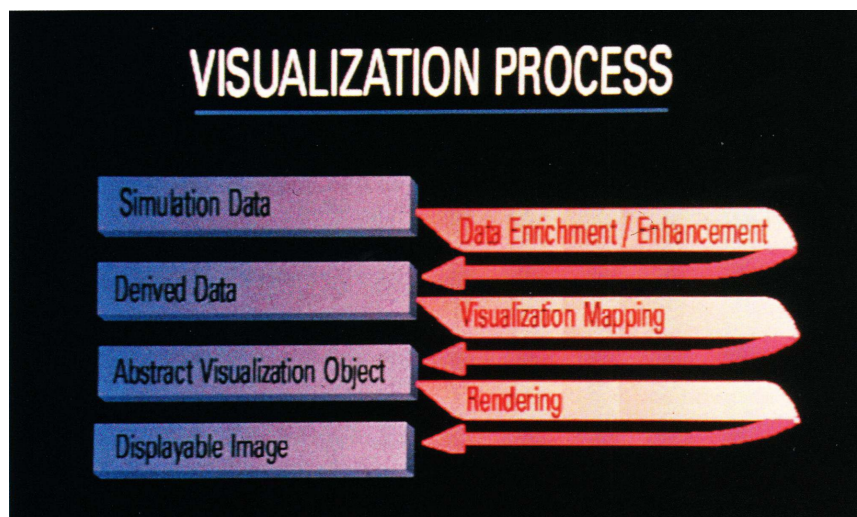 VISUALIZATION PROCESS
Simulation Data
Data Enrichment / Enhancement
Derived Data
Visualization Mapping
Abstract Visualization Object
Rendering
Displayable Image